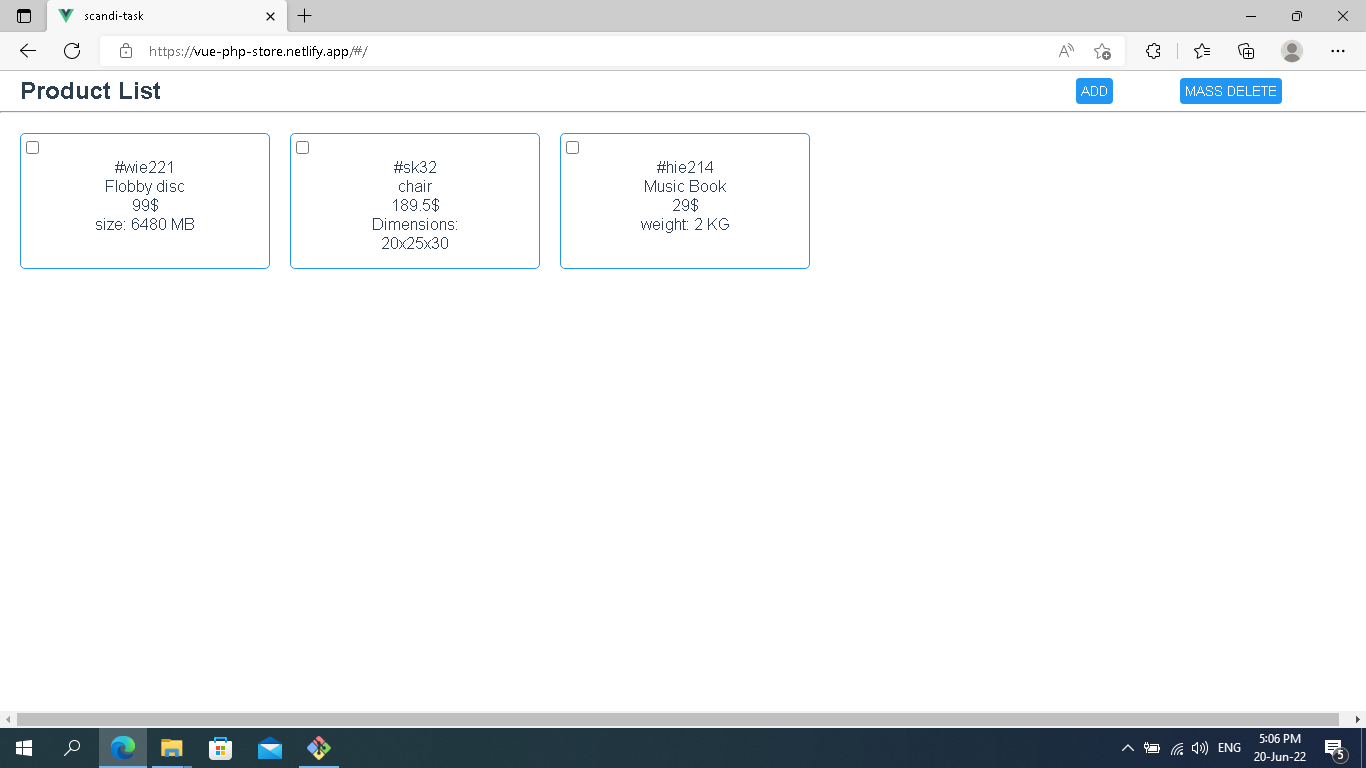 scandi-task
https://vue-php-store.netlify.app/#/
Product List
ADD
MASS DELETE
#wie221
Flobby disc
99$
size: 6480 MB
#sk32
chair
189.5$
Dimensions:
20x25x30
#hie214
Music Book
29$
weight: 2 KG
ENG
5:06 PM
20-Jun-22
5